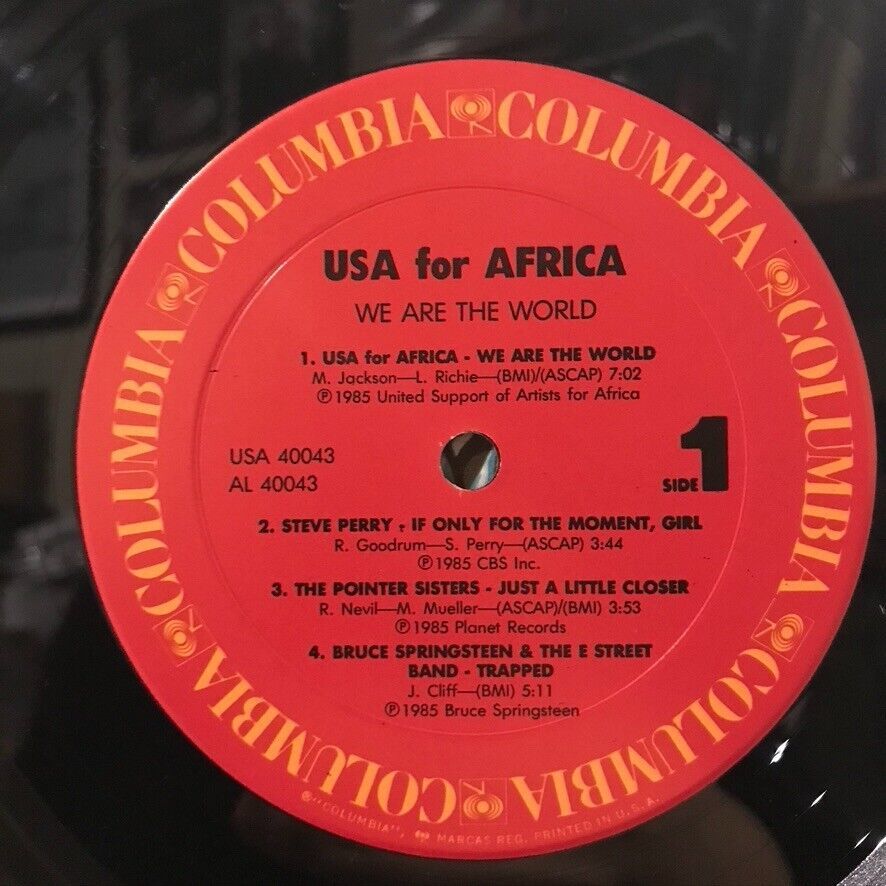 COLUMBIA COLUMBIA COLUMBIA COLUMBIA COLUMBIA COLUMBIA COLUMBIA COLUMBIA
USA for AFRICA
WE ARE THE WORLD
1. USA for AFRICA - WE ARE THE WORLD
M. Jackson—L. Richie—(BMI)/(ASCAP) 7:02
℗ 1985 United Support of Artists for Africa
USA 40043
AL 40043
SIDE 1
2. STEVE PERRY - IF ONLY FOR THE MOMENT, GIRL
R. Goodrum—S. Perry—(ASCAP) 3:44
℗ 1985 CBS Inc.
3. THE POINTER SISTERS - JUST A LITTLE CLOSER
R. Nevil—M. Mueller—(ASCAP)/(BMI) 3:53
℗ 1985 Planet Records
4. BRUCE SPRINGSTEEN & THE E STREET
BAND - TRAPPED
J. Cliff—(BMI) 5:11
℗ 1985 Bruce Springsteen
®"COLUMBIA", MARCAS REG. PRINTED IN U.S.A.